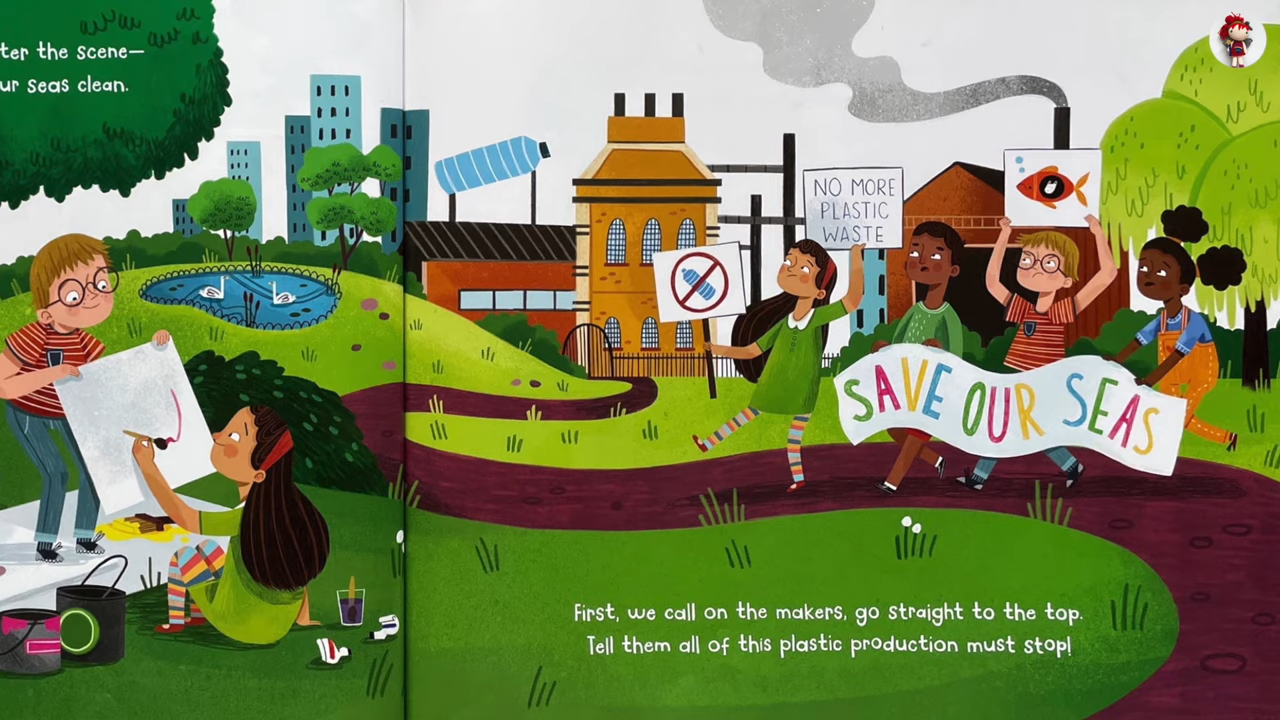 ter the scene—
ur seas clean.
NO MORE
PLASTIC
WASTE
SAVE OUR SEAS
First, we call on the makers, go straight to the top.
Tell them all of this plastic production must stop!